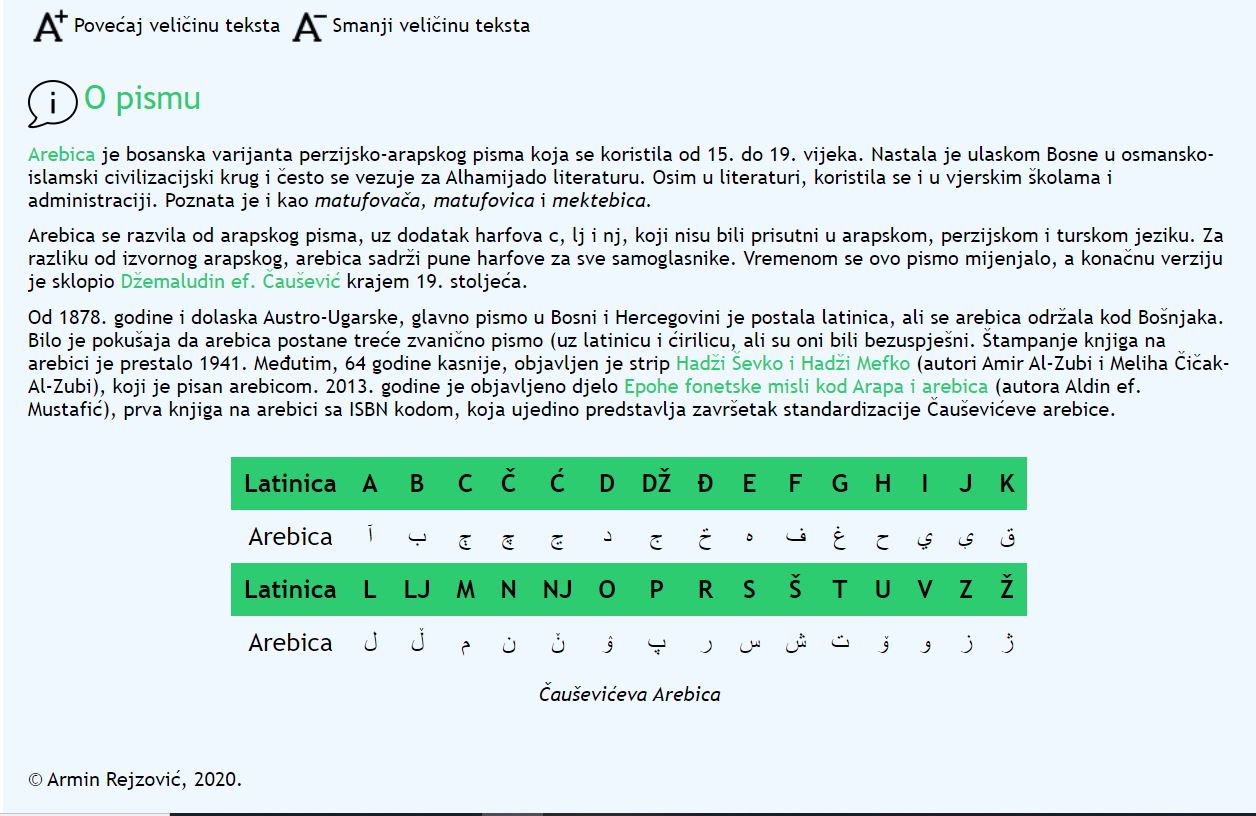 A+ Povećaj veličinu teksta A− Smanji veličinu teksta
i O pismu
Arebica je bosanska varijanta perzijsko-arapskog pisma koja se koristila od 15. do 19. vijeka. Nastala je ulaskom Bosne u osmansko-
islamski civilizacijski krug i često se vezuje za Alhamijado literaturu. Osim u literaturi, koristila se i u vjerskim školama i
administraciji. Poznata je i kao matufovača, matufovica i mektebica.
Arebica se razvila od arapskog pisma, uz dodatak harfova c, lj i nj, koji nisu bili prisutni u arapskom, perzijskom i turskom jeziku. Za
razliku od izvornog arapskog, arebica sadrži pune harfove za sve samoglasnike. Vremenom se ovo pismo mijenjalo, a konačnu verziju
je sklopio Džemaludin ef. Čaušević krajem 19. stoljeća.
Od 1878. godine i dolaska Austro-Ugarske, glavno pismo u Bosni i Hercegovini je postala latinica, ali se arebica održala kod Bošnjaka.
Bilo je pokušaja da arebica postane treće zvanično pismo (uz latinicu i ćirilicu, ali su oni bili bezuspješni. Štampanje knjiga na
arebici je prestalo 1941. Međutim, 64 godine kasnije, objavljen je strip Hadži Ševko i Hadži Mefko (autori Amir Al-Zubi i Meliha Čičak-
Al-Zubi), koji je pisan arebicom. 2013. godine je objavljeno djelo Epohe fonetske misli kod Arapa i arebica (autora Aldin ef.
Mustafić), prva knjiga na arebici sa ISBN kodom, koja ujedino predstavlja završetak standardizacije Čauševićeve arebice.
Latinica A B C Č Ć D DŽ Đ E F G H I J K
Arebica آ ب ڄ چ ڃ د ج څ ە ف غ ح ي ې ق
Latinica L LJ M N NJ O P R S Š T U V Z Ž
Arebica ل ڵ م ن ںٛ ۉ پ ر س ش ت ۆ و ز ژ
Čauševićeva Arebica
© Armin Rejzović, 2020.